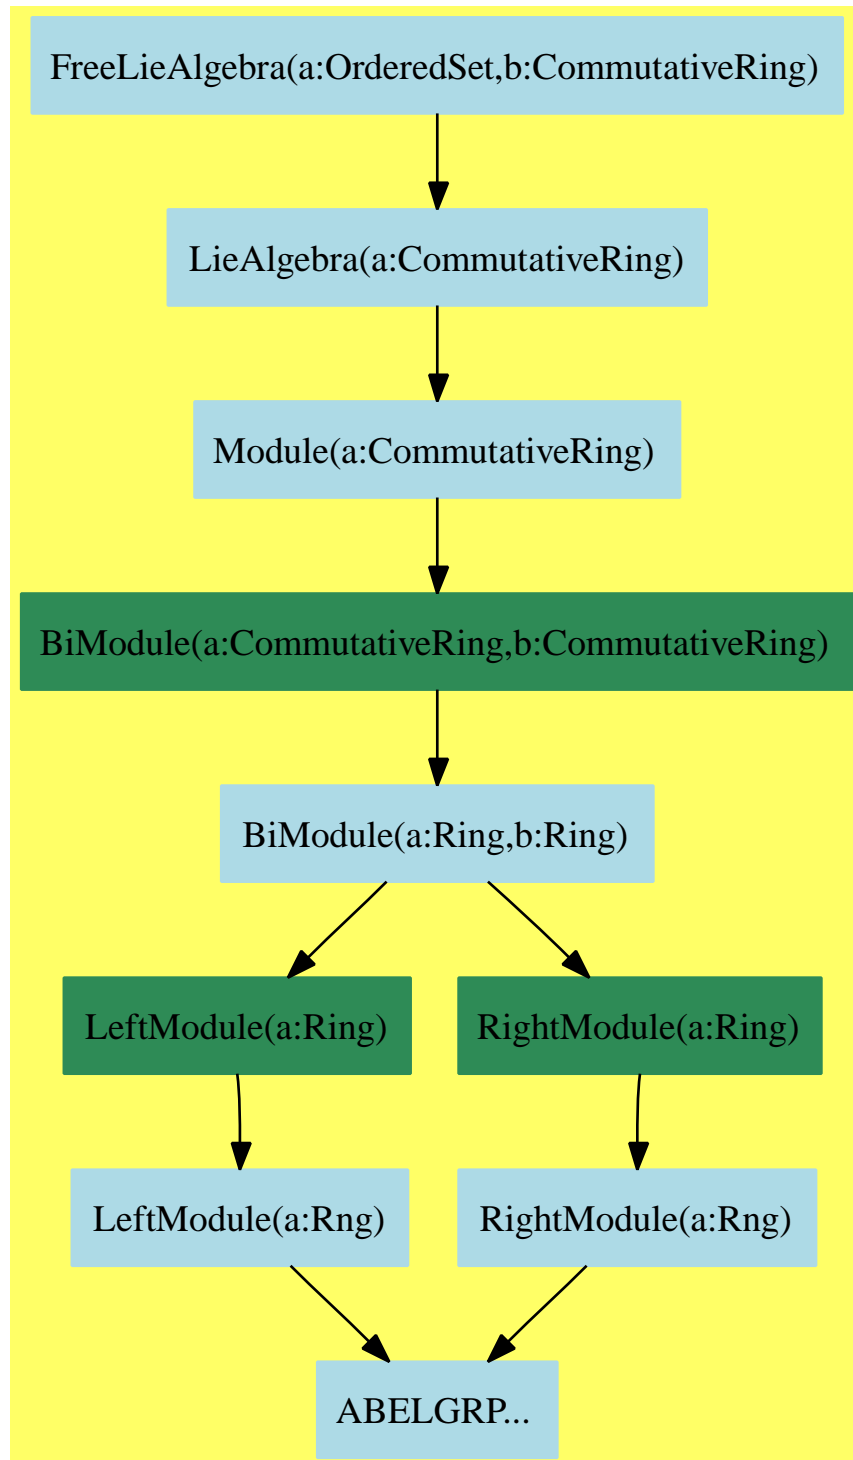 FreeLieAlgebra(a:OrderedSet,b:CommutativeRing)
LieAlgebra(a:CommutativeRing)
Module(a:CommutativeRing)
BiModule(a:CommutativeRing,b:CommutativeRing)
BiModule(a:Ring,b:Ring)
LeftModule(a:Ring)
RightModule(a:Ring)
LeftModule(a:Rng)
RightModule(a:Rng)
ABELGRP...